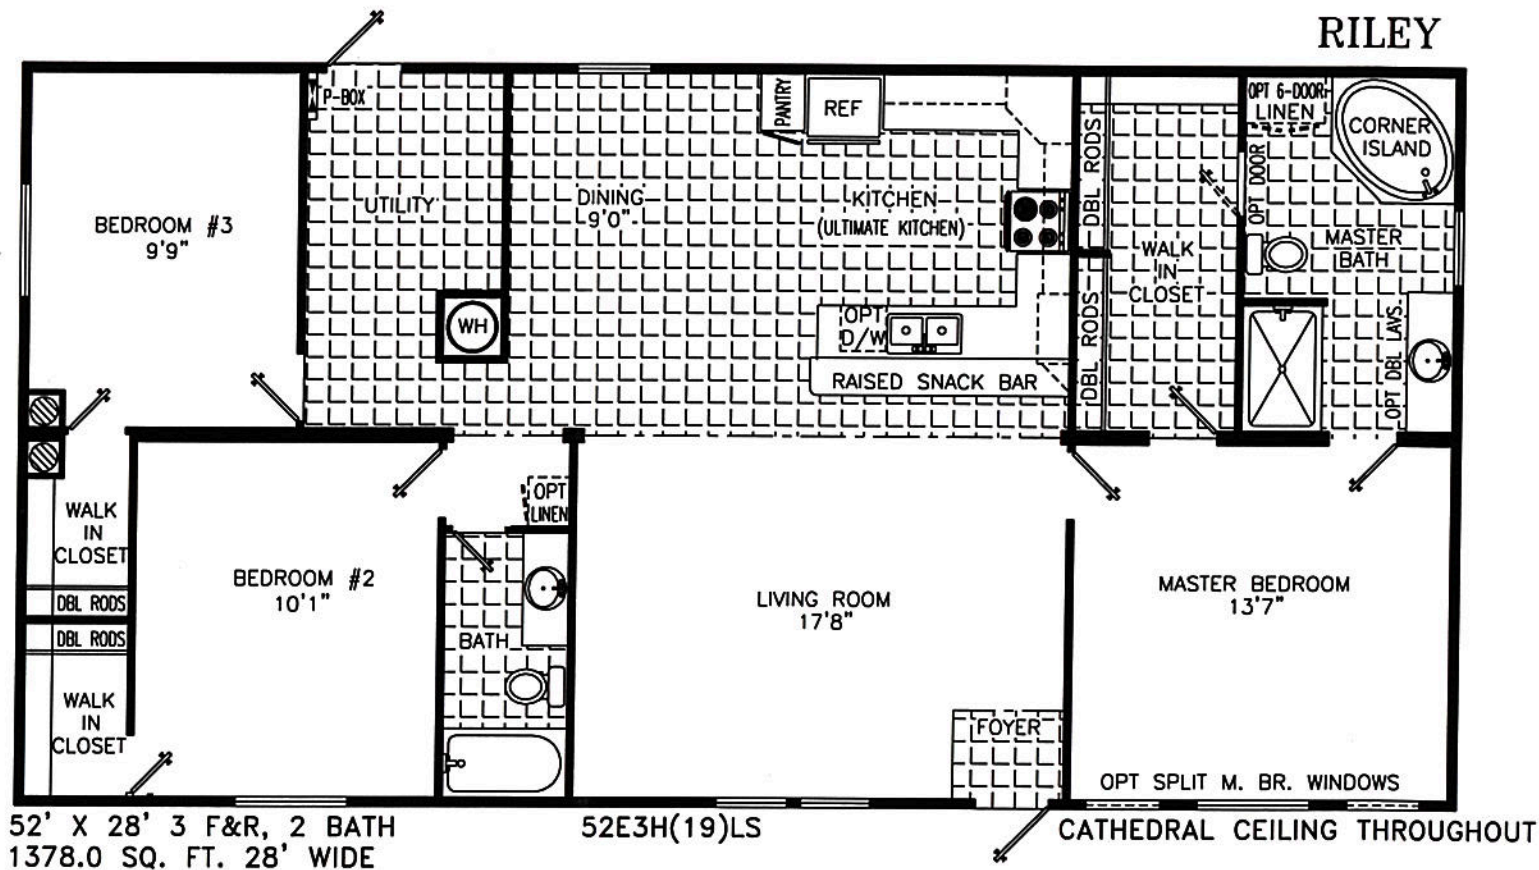 RILEY
P-BOX
PANTRY
REF
OPT 6-DOOR
LINEN
CORNER
ISLAND
DBL RODS
OPT DOOR
BEDROOM #3
9'9"
UTILITY
DINING
9'0"
KITCHEN
(ULTIMATE KITCHEN)
WALK
IN
CLOSET
MASTER
BATH
WH
OPT
D/W
RAISED SNACK BAR
DBL RODS
OPT DBL LAVS.
WALK
IN
CLOSET
DBL RODS
DBL RODS
WALK
IN
CLOSET
BEDROOM #2
10'1"
OPT
LINEN
BATH
LIVING ROOM
17'8"
FOYER
MASTER BEDROOM
13'7"
OPT SPLIT M. BR. WINDOWS
52' X 28' 3 F&R, 2 BATH
1378.0 SQ. FT. 28' WIDE
52E3H(19)LS
CATHEDRAL CEILING THROUGHOUT